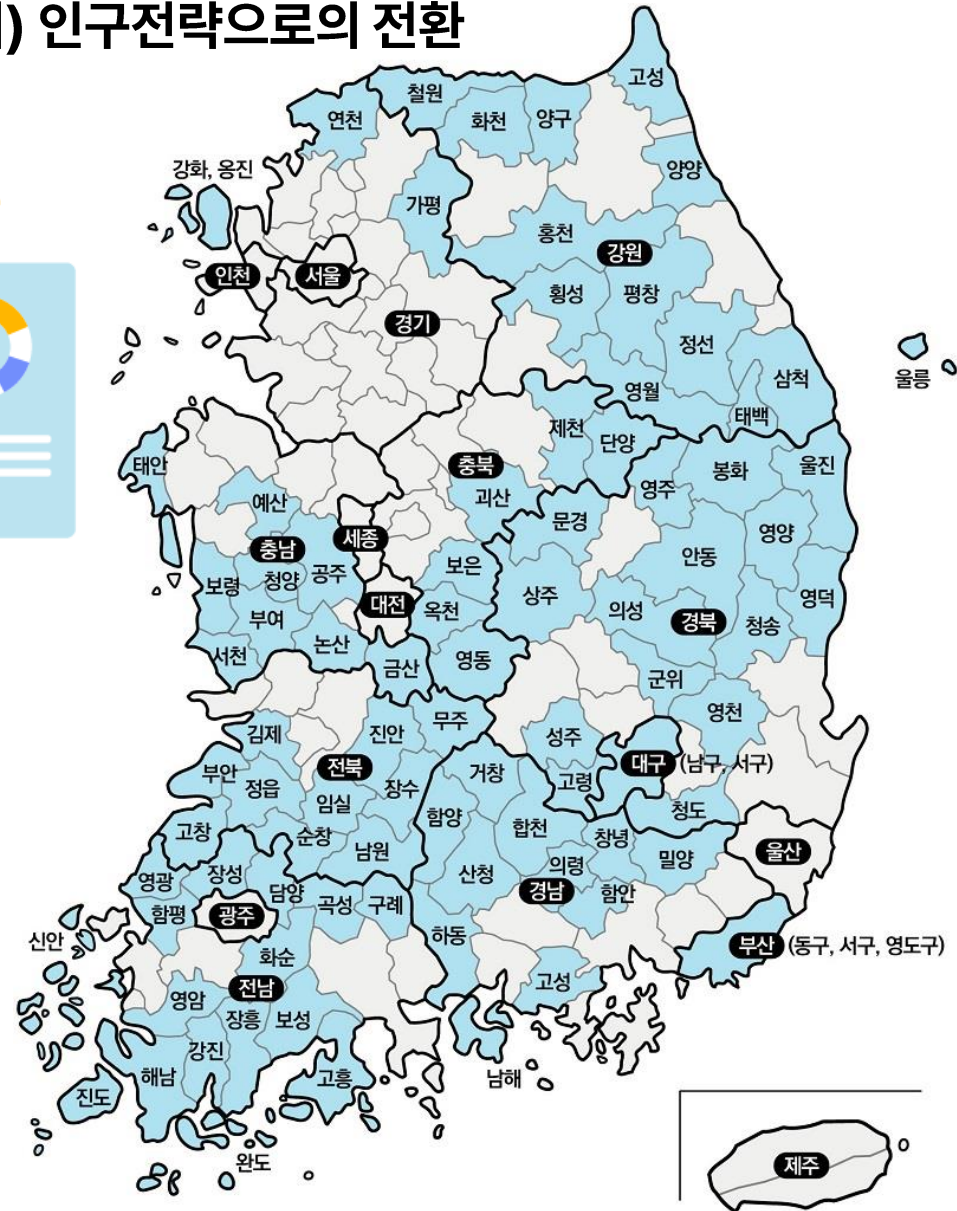 ) 인구전략으로의 전환
고성
철원
연천
화천
양구
강화, 옹진
양양
가평
홍천
강원
인천
서울
횡성
평창
경기
정선
울릉
삼척
영월
태백
제천
단양
태안
충북
봉화
울진
괴산
영주
예산
문경
영양
세종
충남
안동
보은
공주
청양
보령
상주
대전
옥천
영덕
의성
부여
경북
청송
논산
서천
영동
금산
군위
영천
무주
김제
진안
성주
대구 (남구, 서구)
전북
거창
부안
고령
정읍
장수
임실
청도
함양
합천
고창
순창
창녕
남원
울산
밀양
의령
장성
산청
영광
담양
경남
함안
곡성
구례
함평
광주
하동
신안
부산 (동구, 서구, 영도구)
화순
고성
전남
영암
장흥
보성
강진
해남
고흥
남해
진도
완도
제주